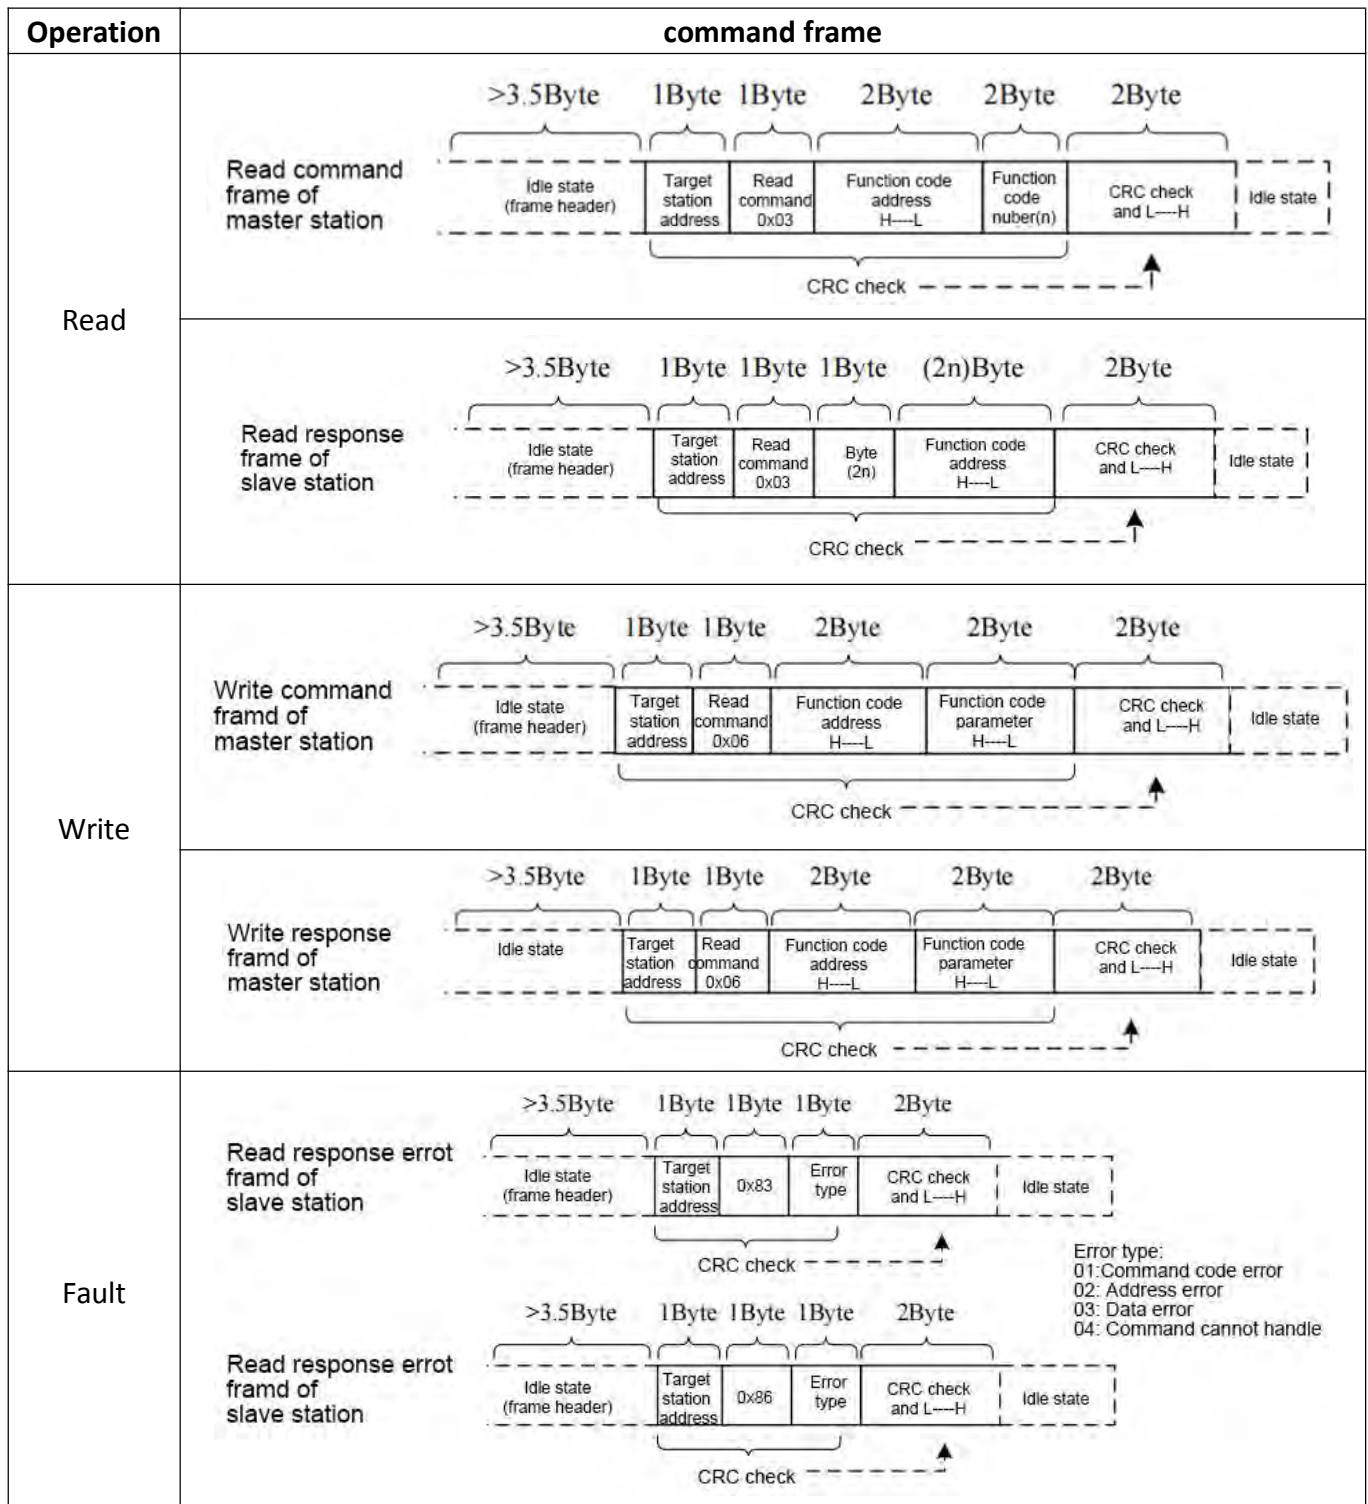 Operation
command frame
Read
>3.5Byte 1Byte 1Byte 2Byte 2Byte 2Byte
Read command
frame of
master station
Idle state
(frame header)
Target
station
address
Read
command
0x03
Function code
address
H----L
Function
code
nuber(n)
CRC check
and L----H
Idle state
CRC check
>3.5Byte 1Byte 1Byte 1Byte (2n)Byte 2Byte
Read response
frame of
slave station
Idle state
(frame header)
Target
station
address
Read
command
0x03
Byte
(2n)
Function code
address
H----L
CRC check
and L----H
Idle state
CRC check
Write
>3.5Byte 1Byte 1Byte 2Byte 2Byte 2Byte
Write command
framd of
master station
Idle state
(frame header)
Target
station
address
Read
command
0x06
Function code
address
H----L
Function code
parameter
H----L
CRC check
and L----H
Idle state
CRC check
>3.5Byte 1Byte 1Byte 2Byte 2Byte 2Byte
Write response
framd of
master station
Idle state
Target
station
address
Read
command
0x06
Function code
address
H----L
Function code
parameter
H----L
CRC check
and L----H
Idle state
CRC check
Fault
>3.5Byte 1Byte 1Byte 1Byte 2Byte
Read response errot
framd of
slave station
Idle state
(frame header)
Target
station
address
0x83
Error
type
CRC check
and L----H
Idle state
CRC check
Error type:
01:Command code error
02: Address error
03: Data error
04: Command cannot handle
>3.5Byte 1Byte 1Byte 1Byte 2Byte
Read response errot
framd of
slave station
Idle state
(frame header)
Target
station
address
0x86
Error
type
CRC check
and L----H
Idle state
CRC check